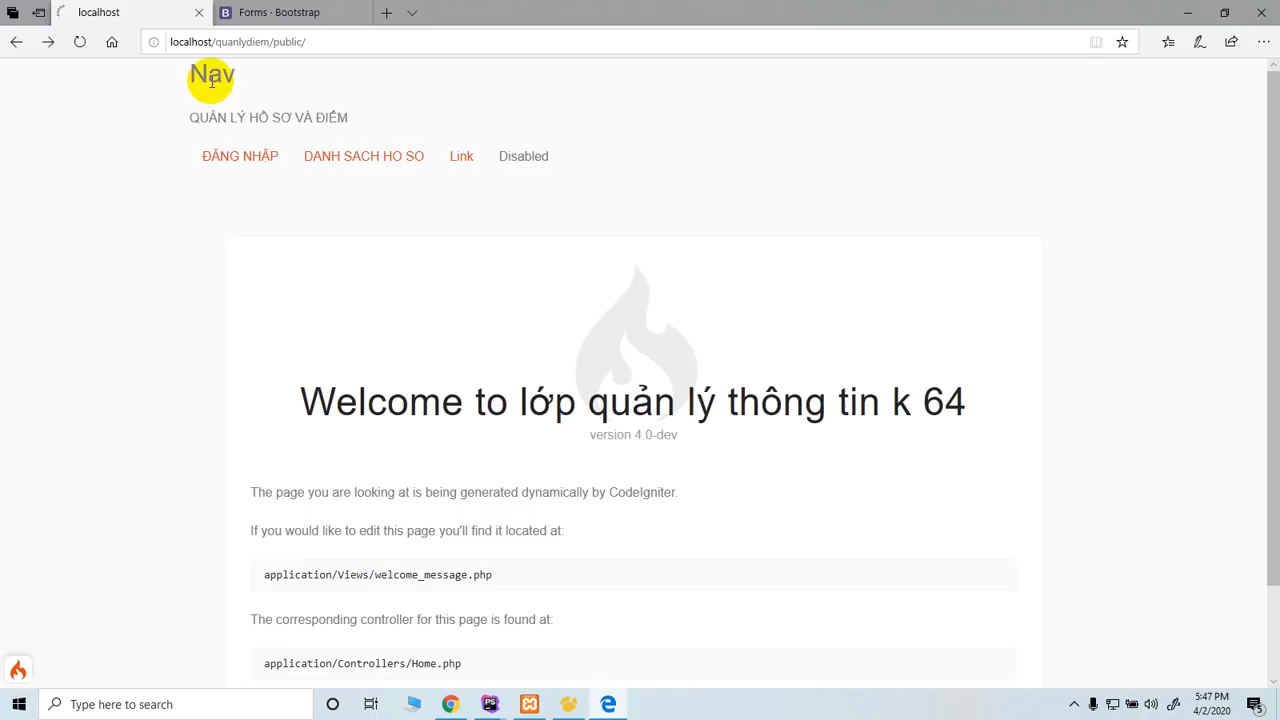 localhost
Forms · Bootstrap
localhost/quanlydiem/public/
Nav
QUẢN LÝ HỒ SƠ VÀ ĐIỂM
ĐĂNG NHẬP DANH SACH HO SO Link Disabled
Welcome to lớp quản lý thông tin k 64
version 4.0-dev
The page you are looking at is being generated dynamically by CodeIgniter.
If you would like to edit this page you'll find it located at:
application/Views/welcome_message.php
The corresponding controller for this page is found at:
application/Controllers/Home.php
Type here to search
5:47 PM
4/2/2020